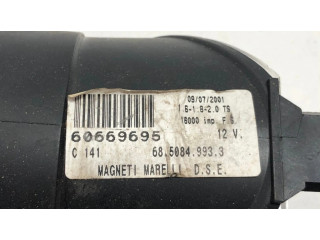 09/07/2001
1.6-1.8-2.0 TS
8000 imp. F.S.
60669695
12 V.
C 141
68.5084.993.3
MAGNETI MARELLI D.S.E.